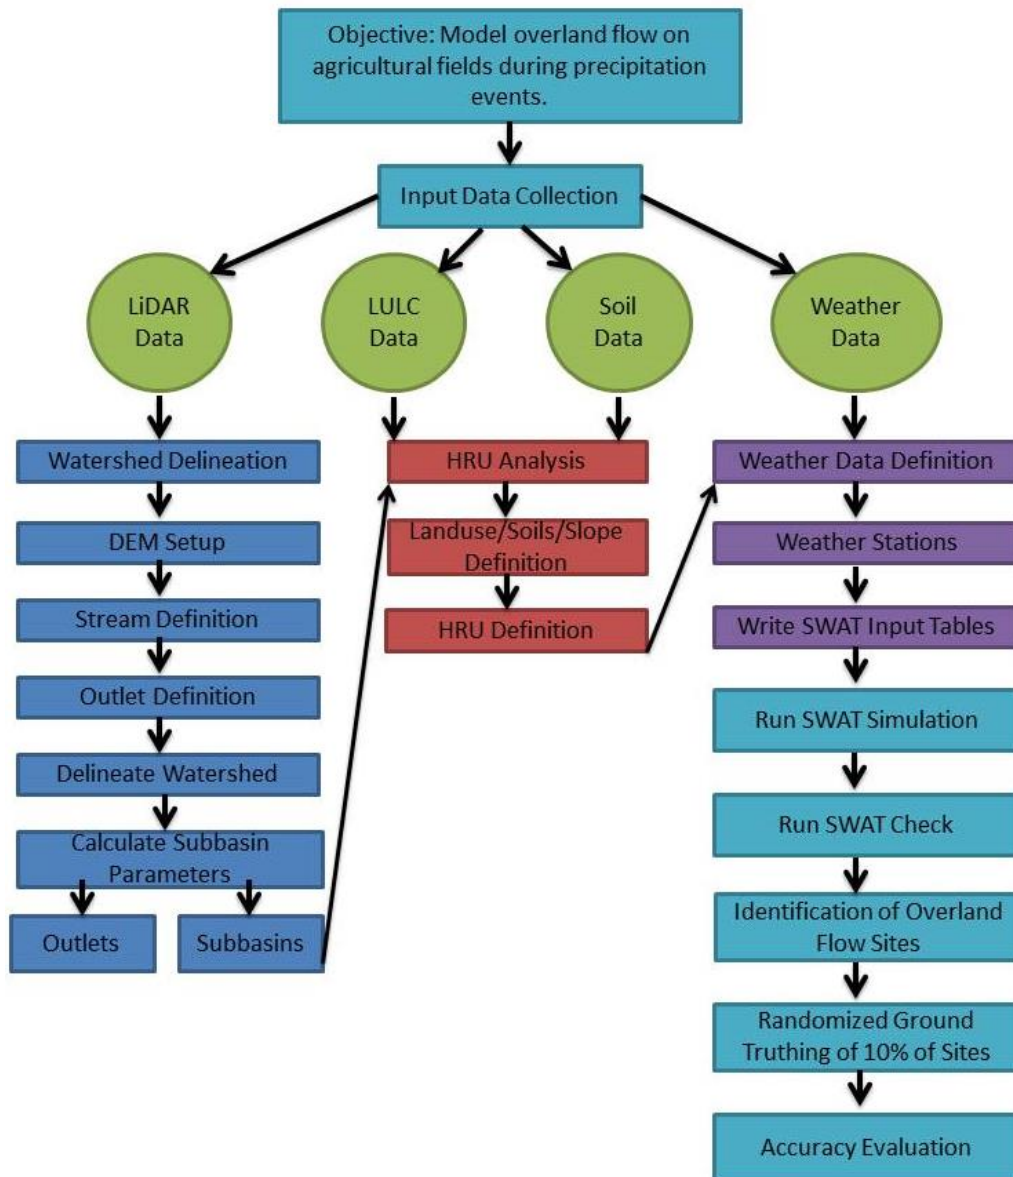 Objective: Model overland flow on
agricultural fields during precipitation
events.
Input Data Collection
LiDAR
Data
LULC
Data
Soil
Data
Weather
Data
Watershed Delineation
DEM Setup
Stream Definition
Outlet Definition
Delineate Watershed
Calculate Subbasin
Parameters
Outlets
Subbasins
HRU Analysis
Landuse/Soils/Slope
Definition
HRU Definition
Weather Data Definition
Weather Stations
Write SWAT Input Tables
Run SWAT Simulation
Run SWAT Check
Identification of Overland
Flow Sites
Randomized Ground
Truthing of 10% of Sites
Accuracy Evaluation